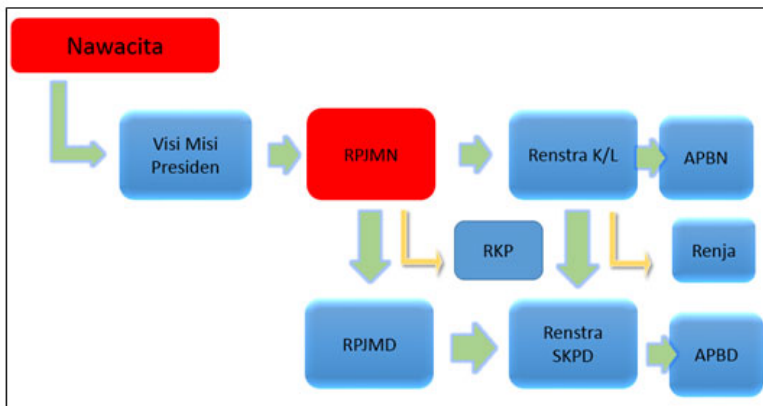 Nawacita
Visi Misi
Presiden
RPJMN
Renstra K/L
APBN
RKP
Renja
RPJMD
Renstra
SKPD
APBD